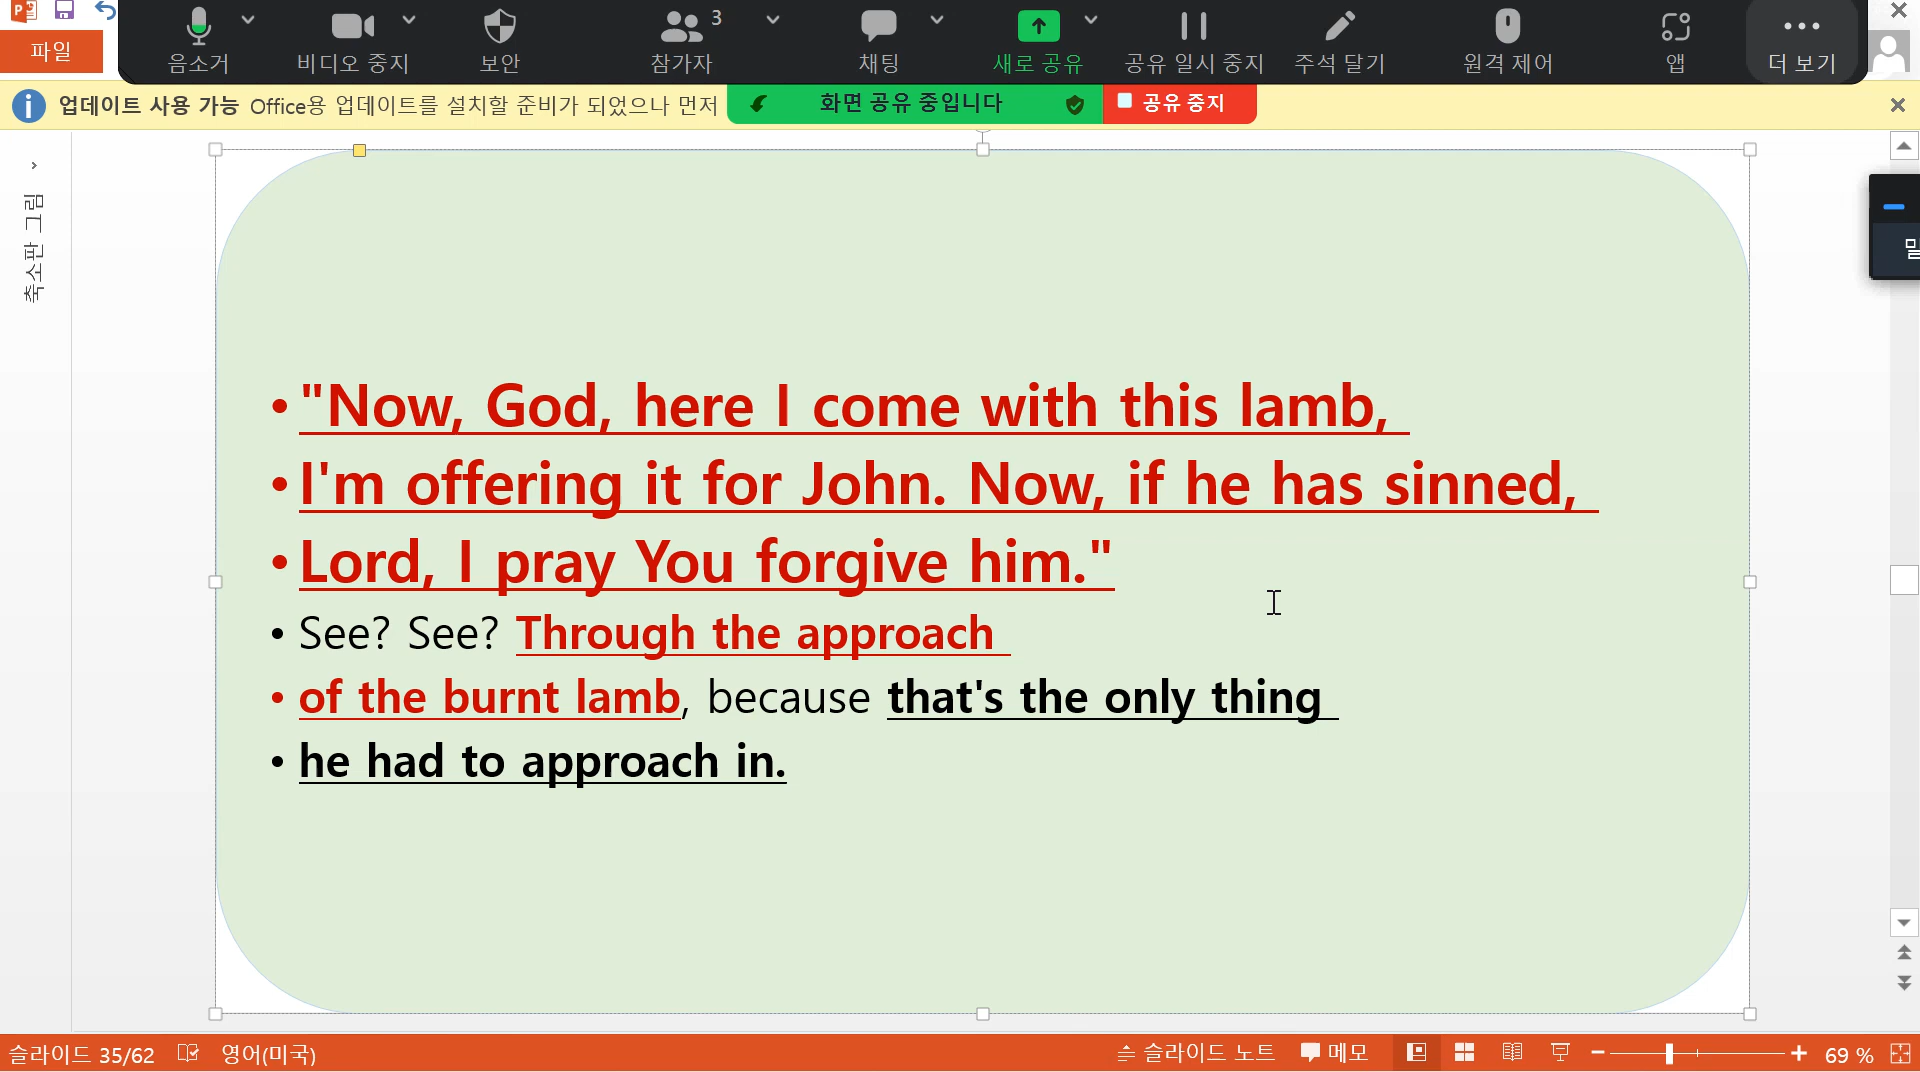 파일
음소거
비디오 중지
보안
참가자
3
채팅
새로 공유
공유 일시 중지
주석 달기
원격 제어
앱
더 보기
업데이트 사용 가능 Office용 업데이트를 설치할 준비가 되었으나 먼저
화면 공유 중입니다
공유 중지
축소판 그림
• "Now, God, here I come with this lamb,
• I'm offering it for John. Now, if he has sinned,
• Lord, I pray You forgive him."
• See? See? Through the approach
• of the burnt lamb, because that's the only thing
• he had to approach in.
슬라이드 35/62
영어(미국)
슬라이드 노트
메모
69 %